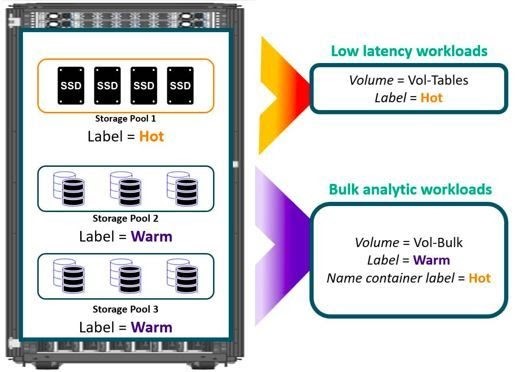 SSD SSD SSD SSD
Storage Pool 1
Label = Hot
Storage Pool 2
Label = Warm
Storage Pool 3
Label = Warm
Low latency workloads
Volume = Vol-Tables
Label = Hot
Bulk analytic workloads
Volume = Vol-Bulk
Label = Warm
Name container label = Hot